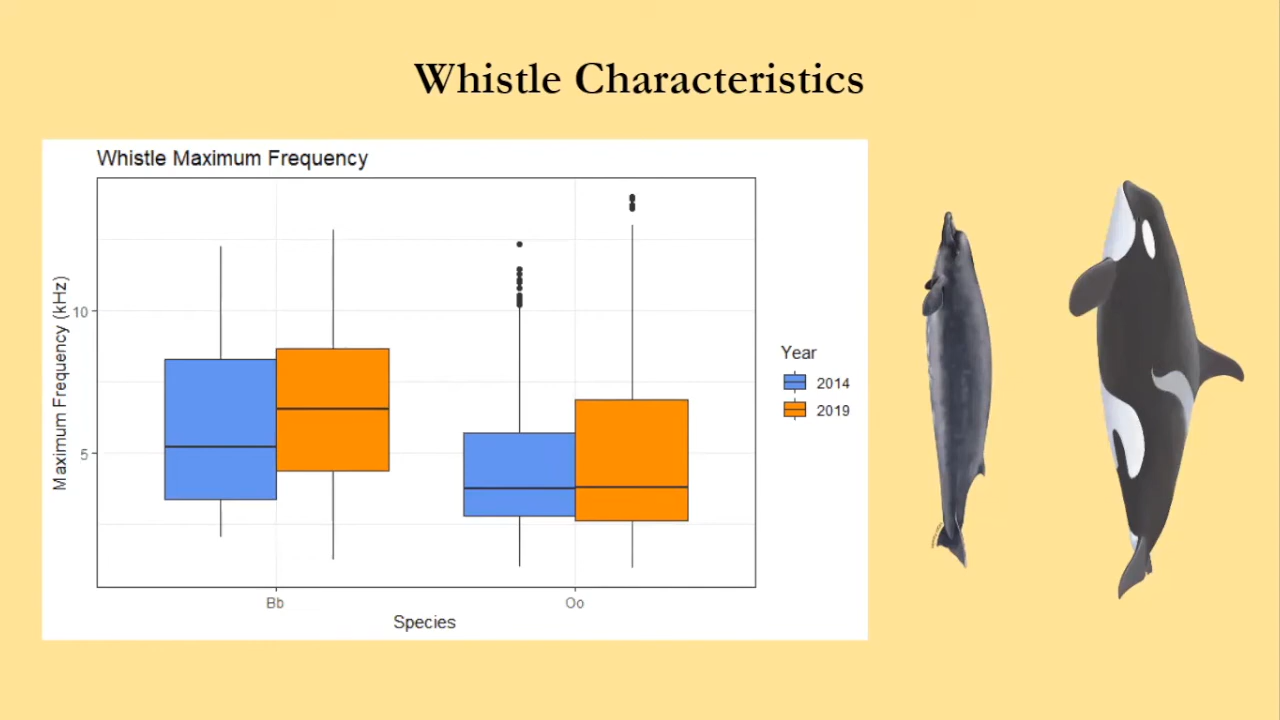 Whistle Characteristics
Whistle Maximum Frequency
Maximum Frequency (kHz)
10
5
Bb
Oo
Species
Year
2014
2019